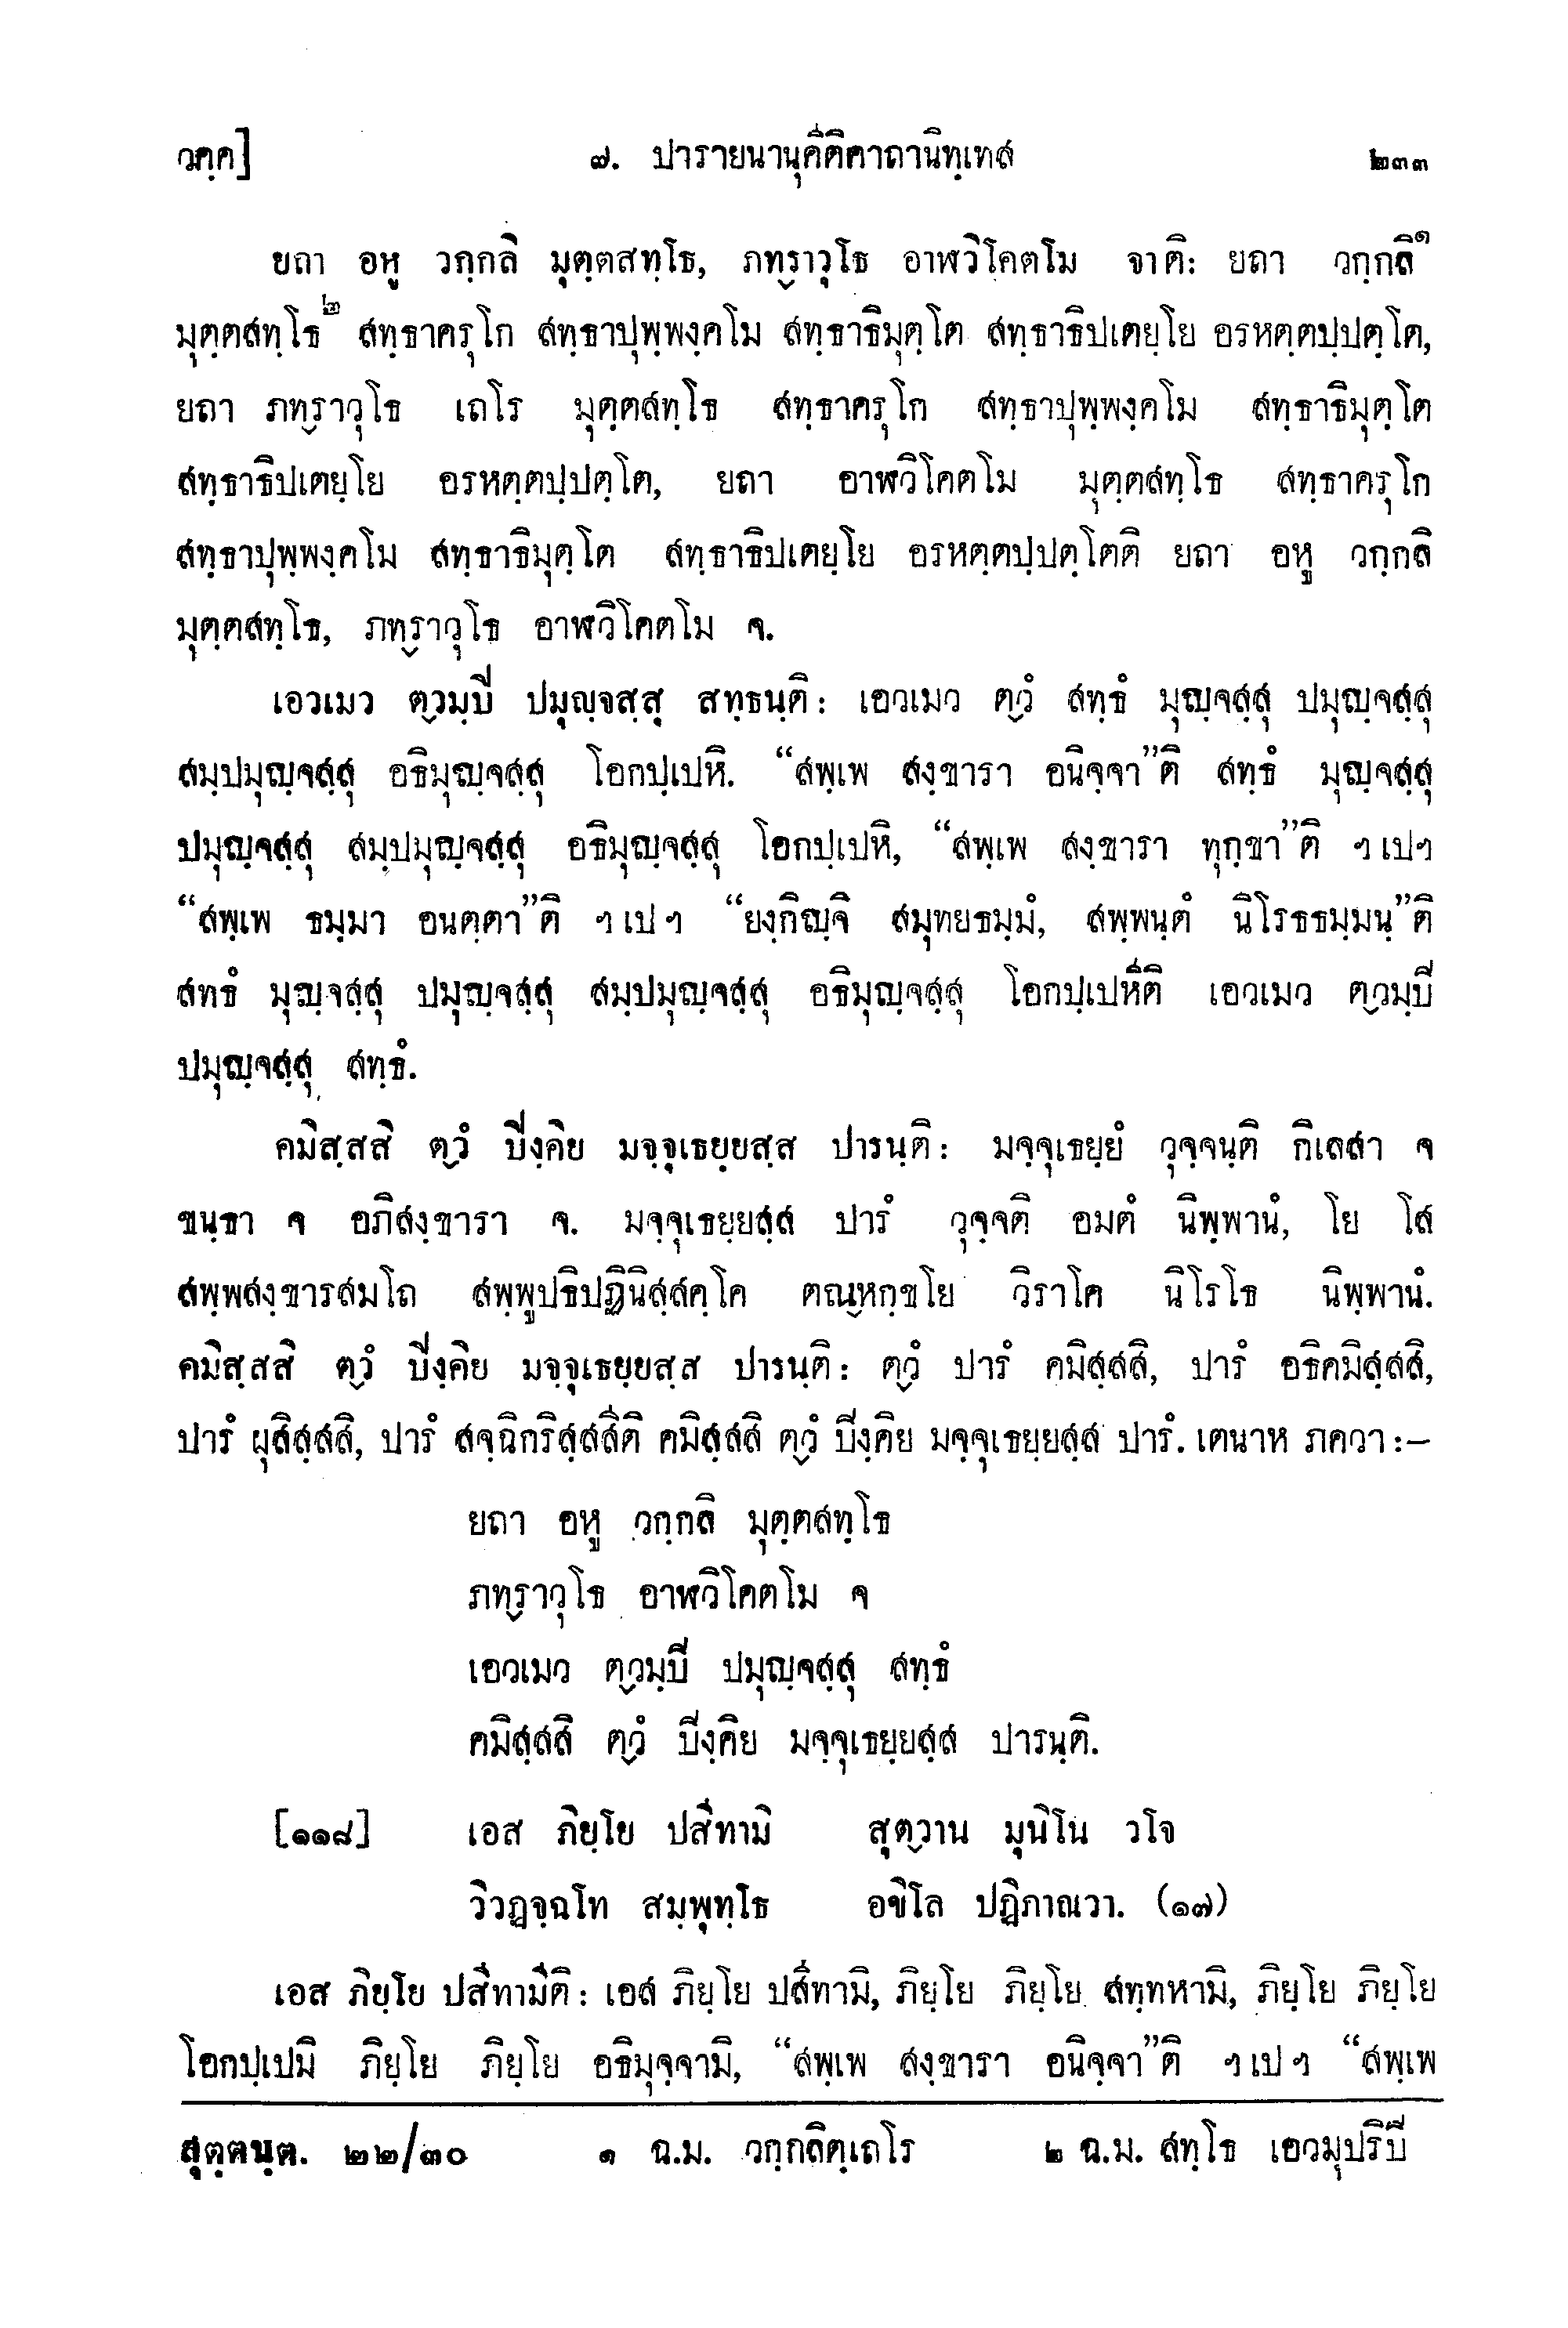 วคฺค]   ๗. ปารายนานุคีติคาถานิทฺเทส   ๒๓๓
ยถา อหู วกฺกลิ มุตฺตสทฺโธ, ภทฺราวุโธ อาฬวิโคตโม จาติ: ยถา วกฺกลิ๑
มุตฺตสทฺโธ๒ สทฺธาครุโก สทฺธาปุพฺพงฺคโม สทฺธาธิมุตฺโต สทฺธาธิปเตยฺโย อรหตฺตปฺปตฺโต,
ยถา ภทฺราวุโธ เถโร มุตฺตสทฺโธ สทฺธาครุโก สทฺธาปุพฺพงฺคโม สทฺธาธิมุตฺโต
สทฺธาธิปเตยฺโย อรหตฺตปฺปตฺโต, ยถา อาฬวิโคตโม มุตฺตสทฺโธ สทฺธาครุโก
สทฺธาปุพฺพงฺคโม สทฺธาธิมุตฺโต สทฺธาธิปเตยฺโย อรหตฺตปฺปตฺโตติ ยถา อหู วกฺกลิ
มุตฺตสทฺโธ, ภทฺราวุโธ อาฬวิโคตโม จ.
เอวเมว ตฺวมฺปิ ปมุญฺจสฺสุ สทฺธนฺติ: เอวเมว ตฺวํ สทฺธํ มุญฺจสฺสุ ปมุญฺจสฺสุ
สมฺปมุญฺจสฺสุ อธิมุญฺจสฺสุ โอกปฺเปหิ. “สพฺเพ สงฺขารา อนิจฺจา”ติ สทฺธํ มุญฺจสฺสุ
ปมุญฺจสฺสุ สมฺปมุญฺจสฺสุ อธิมุญฺจสฺสุ โอกปฺเปหิ, “สพฺเพ สงฺขารา ทุกฺขา”ติ ฯเปฯ
“สพฺเพ ธมฺมา อนตฺตา”ติ ฯเปฯ “ยงฺกิญฺจิ สมุทยธมฺมํ, สพฺพนฺตํ นิโรธธมฺมนฺ”ติ
สทธํ มุญฺจสฺสุ ปมุญฺจสฺสุ สมฺปมุญฺจสฺสุ อธิมุญฺจสฺสุ โอกปฺเปหีติ เอวเมว ตฺวมฺปิ
ปมุญฺจสฺสุ สทฺธํ.
คมิสฺสสิ ตฺวํ ปิงฺคิย มจฺจุเธยฺยสฺส ปารนฺติ: มจฺจุเธยฺยํ วุจฺจนฺติ กิเลสา จ
ขนฺธา จ อภิสงฺขารา จ. มจฺจุเธยฺยสฺส ปารํ วุจฺจติ อมตํ นิพฺพานํ, โย โส
สพฺพสงฺขารสมโถ สพฺพูปธิปฏินิสฺสคฺโค ตณฺหกฺขโย วิราโค นิโรโธ นิพฺพานํ.
คมิสฺสสิ ตฺวํ ปิงฺคิย มจฺจุเธยฺยสฺส ปารนฺติ: ตฺวํ ปารํ คมิสฺสสิ, ปารํ อธิคมิสฺสสิ,
ปารํ ผุสิสฺสสิ, ปารํ สจฺฉิกริสฺสสีติ คมิสฺสสิ ตฺวํ ปิงฺคิย มจฺจุเธยฺยสฺส ปารํ. เตนาห ภควา:–
ยถา อหู วกฺกลิ มุตฺตสทฺโธ
ภทฺราวุโธ อาฬวิโคตโม จ
เอวเมว ตฺวมฺปิ ปมุญฺจสฺสุ สทฺธํ
คมิสฺสสิ ตฺวํ ปิงฺคิย มจฺจุเธยฺยสฺส ปารนฺติ.
[๑๑๘]   เอส ภิยฺโย ปสีทามิ   สุตฺวาน มุนิโน วโจ
วิวฏจฺฉโท สมฺพุทฺโธ   อขิโล ปฏิภาณวา. (๑๗)
เอส ภิยฺโย ปสีทามีติ: เอส ภิยฺโย ปสีทามิ, ภิยฺโย ภิยฺโย สทฺทหามิ, ภิยฺโย ภิยฺโย
โอกปฺเปมิ ภิยฺโย ภิยฺโย อธิมุจฺจามิ, “สพฺเพ สงฺขารา อนิจฺจา”ติ ฯเปฯ “สพฺเพ
สุตฺตนฺต. ๒๒/๓๐   ๑ ฉ.ม. วกฺกลิตฺเถโร   ๒ ฉ.ม. สทฺโธ เอวมุปริปิ